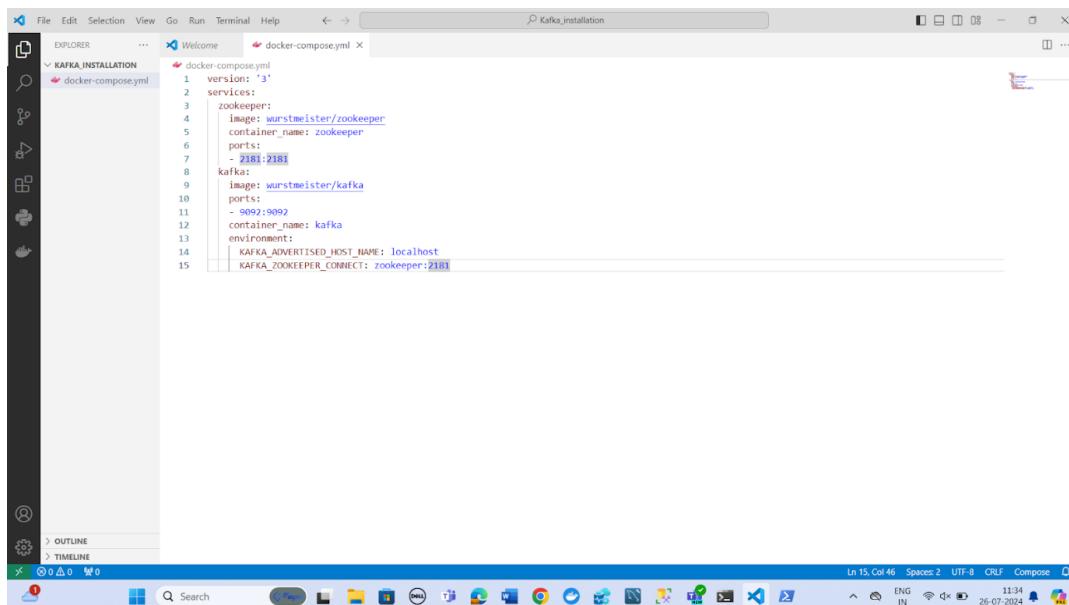 File Edit Selection View Go Run Terminal Help
Kafka_installation
EXPLORER
Welcome
docker-compose.yml
KAFKA_INSTALLATION
docker-compose.yml
docker-compose.yml
1 version: '3'
2 services:
3 zookeeper:
4 image: wurstmeister/zookeeper
5 container_name: zookeeper
6 ports:
7 - 2181:2181
8 kafka:
9 image: wurstmeister/kafka
10 ports:
11 - 9092:9092
12 container_name: kafka
13 environment:
14 KAFKA_ADVERTISED_HOST_NAME: localhost
15 KAFKA_ZOOKEEPER_CONNECT: zookeeper:2181
OUTLINE
TIMELINE
0 0 0
Ln 15, Col 46 Spaces: 2 UTF-8 CRLF Compose
Search
DELL
ENG
IN
11:34
26-07-2024